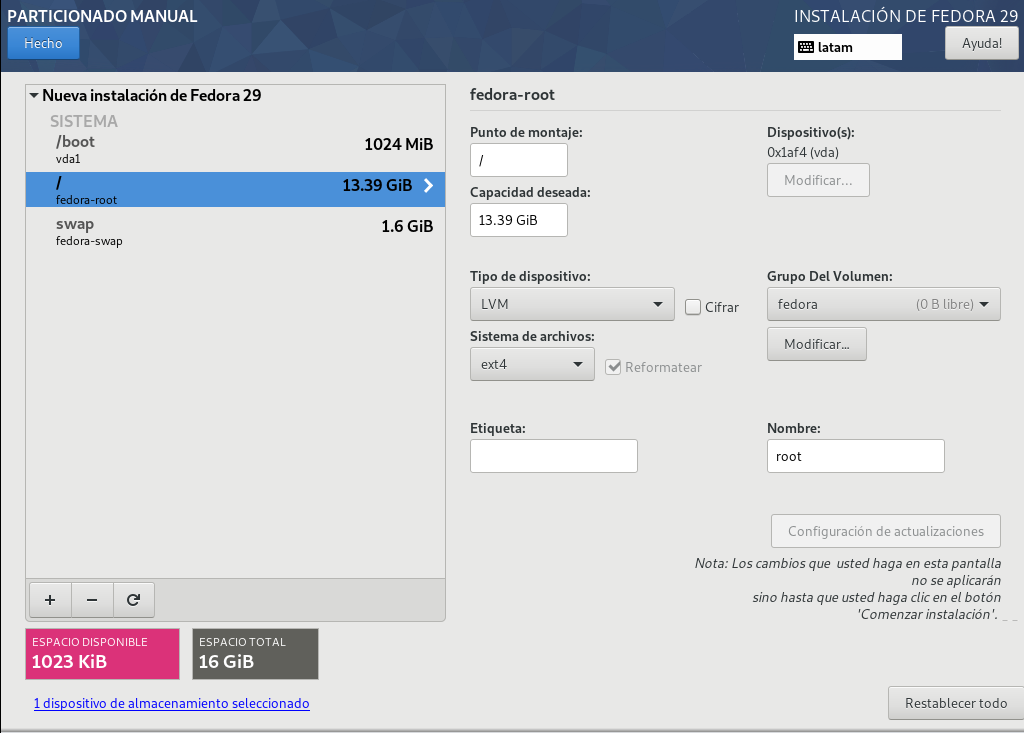 PARTICIONADO MANUAL
INSTALACIÓN DE FEDORA 29
Hecho
latam
Ayuda!
Nueva instalación de Fedora 29
SISTEMA
/boot
1024 MiB
vda1
/
13.39 GiB
fedora-root
swap
1.6 GiB
fedora-swap
fedora-root
Punto de montaje:
/
Capacidad deseada:
13.39 GiB
Dispositivo(s):
0x1af4 (vda)
Modificar...
Tipo de dispositivo:
LVM
Cifrar
Sistema de archivos:
ext4
Reformatear
Grupo Del Volumen:
fedora (0 B libre)
Modificar...
Etiqueta:
Nombre:
root
Configuración de actualizaciones
Nota: Los cambios que usted haga en esta pantalla
no se aplicarán
sino hasta que usted haga clic en el botón
'Comenzar instalación'.
ESPACIO DISPONIBLE
1023 KiB
ESPACIO TOTAL
16 GiB
1 dispositivo de almacenamiento seleccionado
Restablecer todo